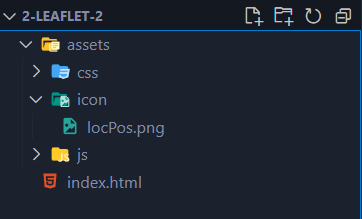 2-LEAFLET-2
assets
css
icon
locPos.png
js
index.html